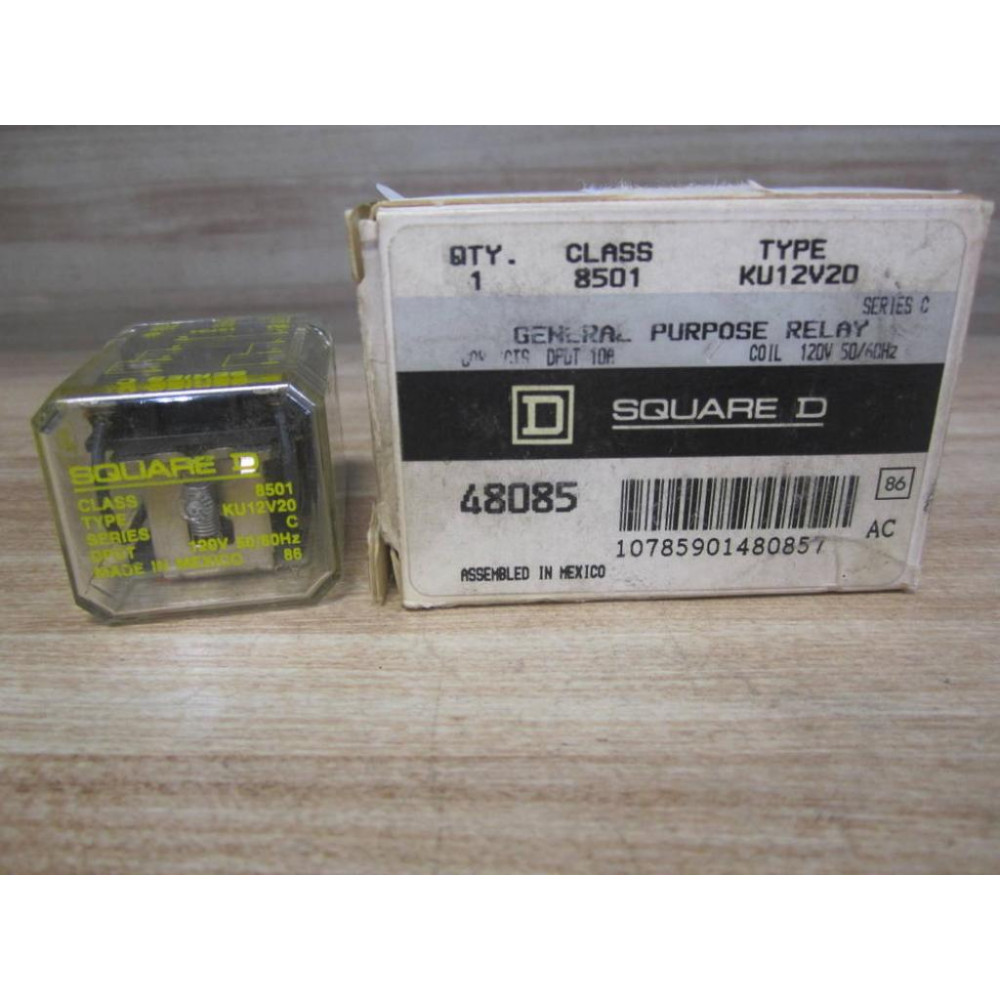 QTY. CLASS TYPE
1 8501 KU12V20
SERIES C
GENERAL PURPOSE RELAY
DPDT 10A COIL 120V 50/60Hz
D SQUARE D
48085
86
10785901480857
AC
ASSEMBLED IN MEXICO
SQUARE D
CLASS 8501
TYPE KU12V20
SERIES C
DPDT 120V 50/60Hz
MADE IN MEXICO 86